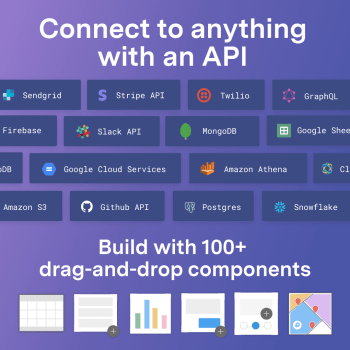 Connect to anything
with an API
Sendgrid
Stripe API
Twilio
GraphQL
Firebase
Slack API
MongoDB
Google Shee
oDB
Google Cloud Services
Amazon Athena
Cl
Amazon S3
Github API
Postgres
Snowflake
Build with 100+
drag-and-drop components